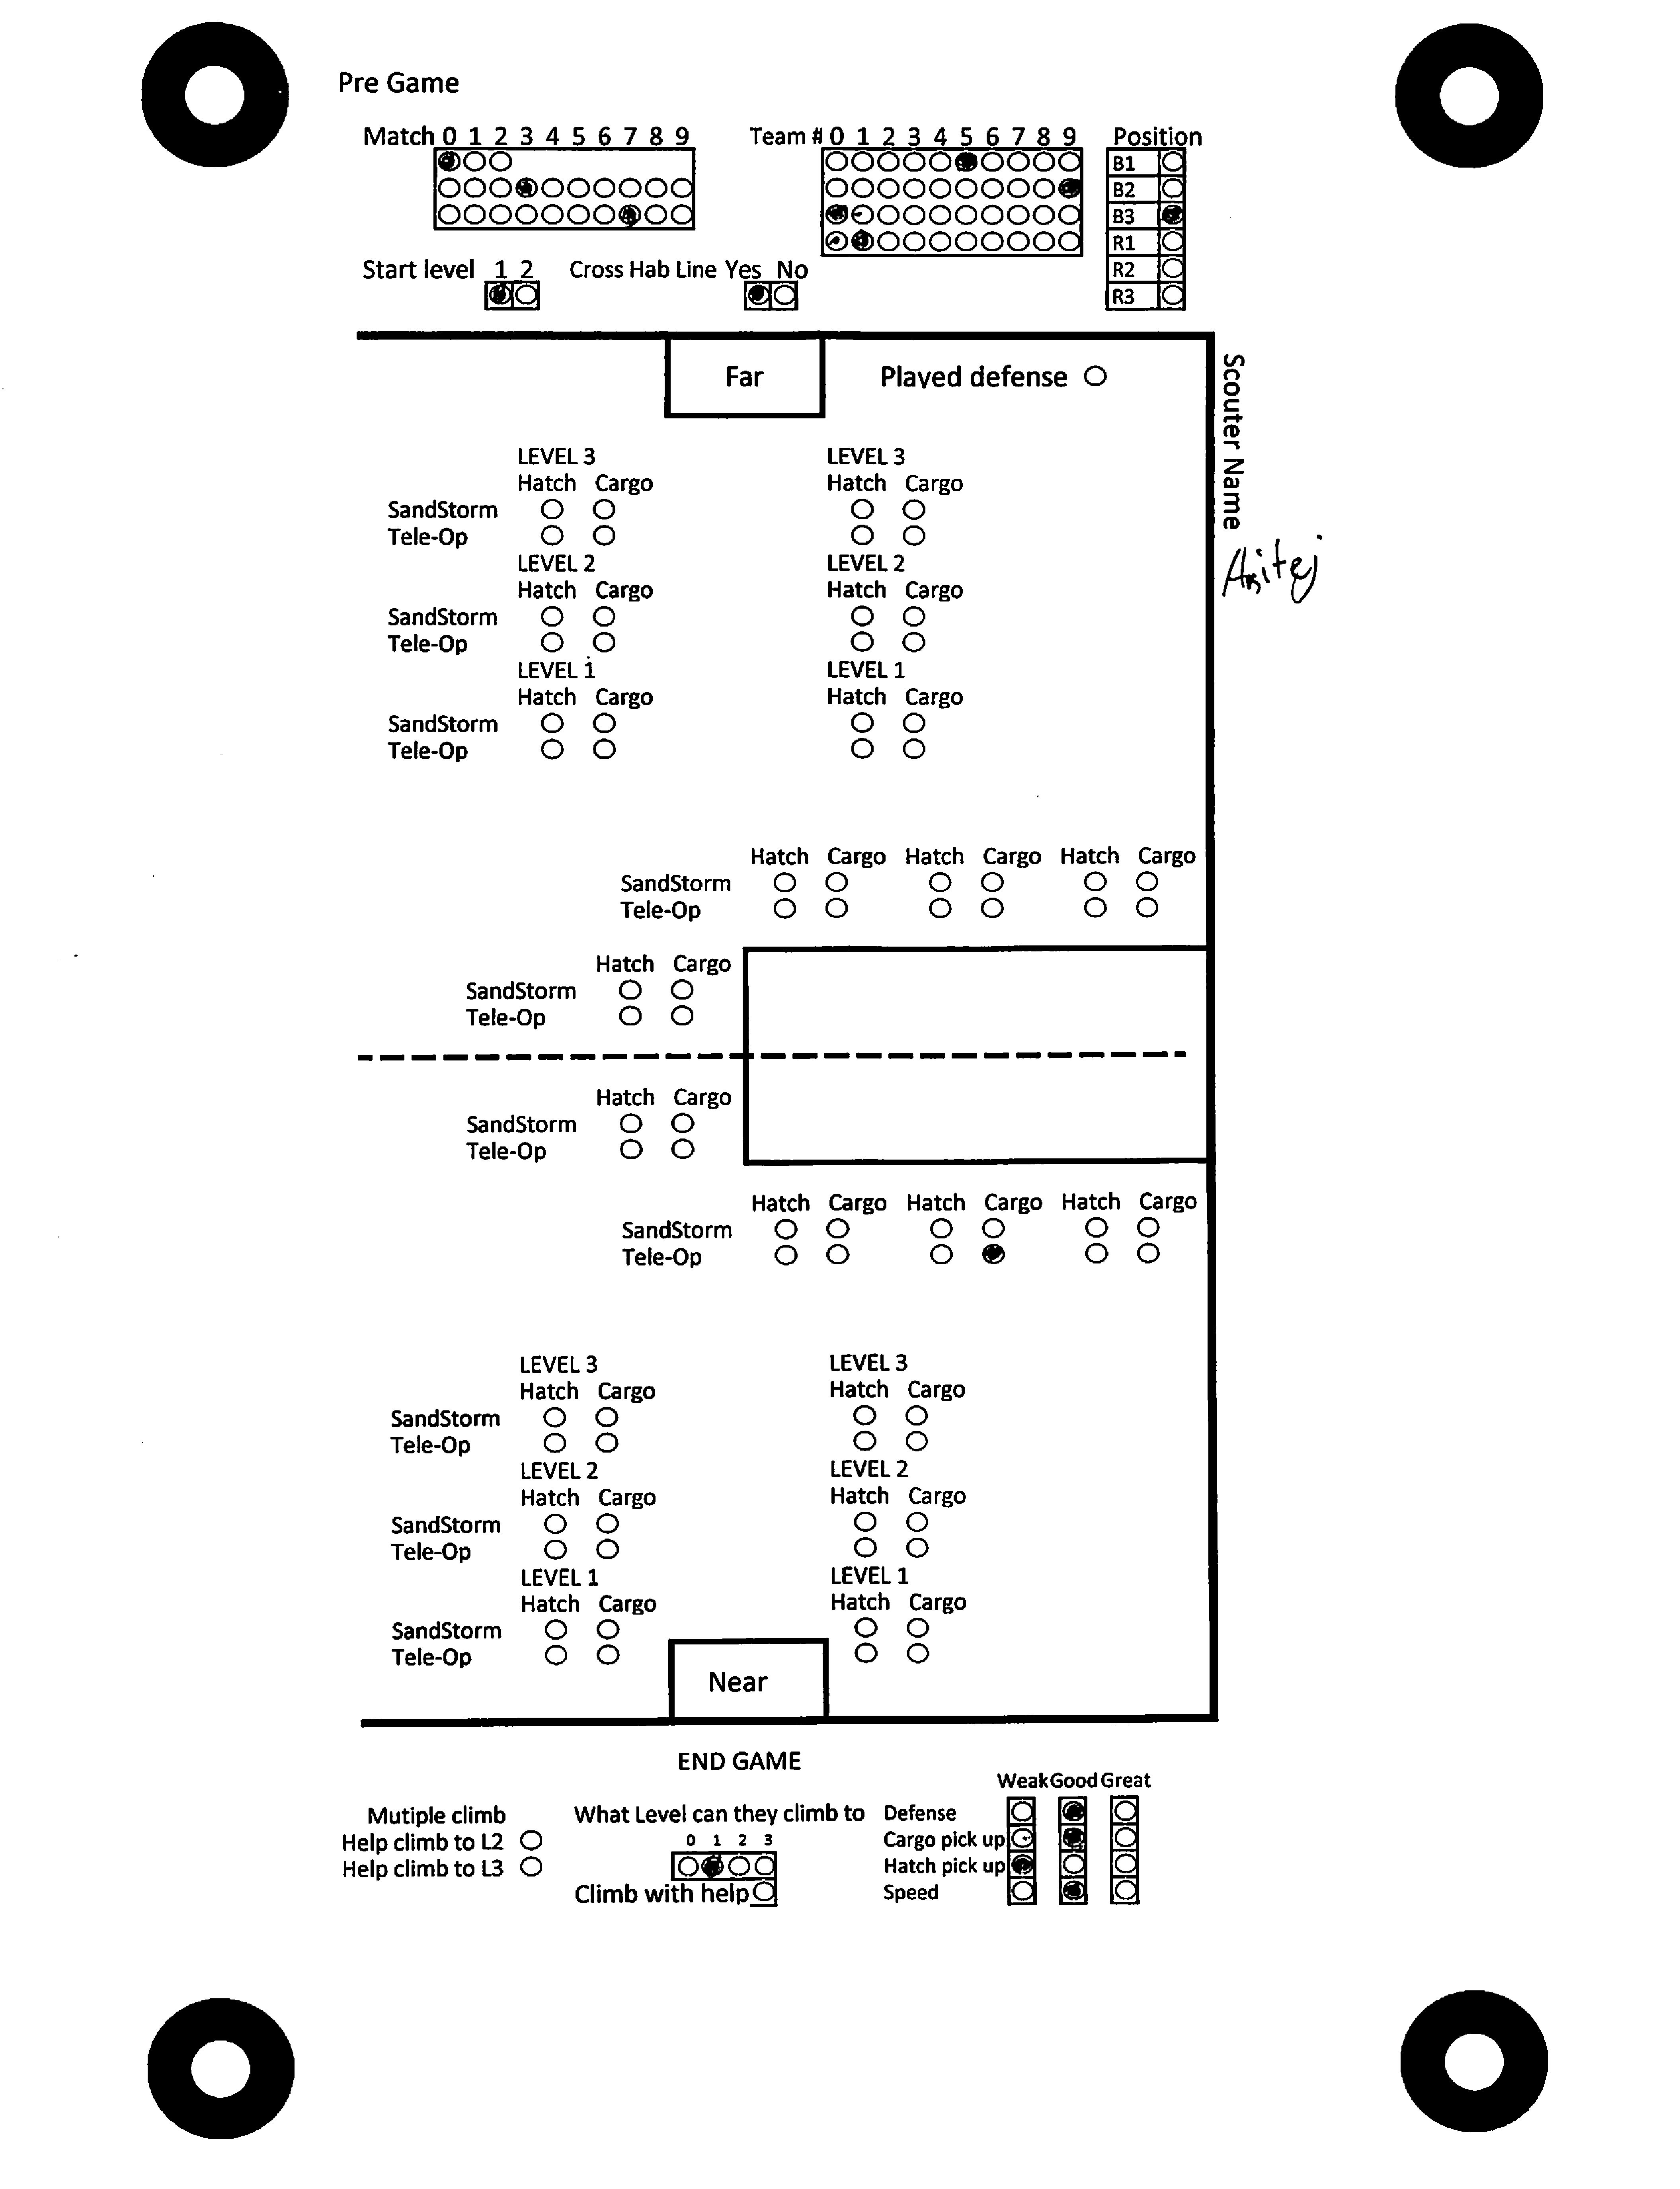 Pre Game
Match 0 1 2 3 4 5 6 7 8 9
Team # 0 1 2 3 4 5 6 7 8 9
Position
B1
B2
B3
R1
R2
R3
Start level 1 2
Cross Hab Line Yes No
Far
Played defense
Scouter Name
LEVEL 3 LEVEL 3
Hatch Cargo Hatch Cargo
SandStorm
Tele-Op
LEVEL 2 LEVEL 2
Hatch Cargo Hatch Cargo
SandStorm
Tele-Op
LEVEL 1 LEVEL 1
Hatch Cargo Hatch Cargo
SandStorm
Tele-Op
Hatch Cargo Hatch Cargo Hatch Cargo
SandStorm
Tele-Op
Hatch Cargo
SandStorm
Tele-Op
Hatch Cargo
SandStorm
Tele-Op
Hatch Cargo Hatch Cargo Hatch Cargo
SandStorm
Tele-Op
LEVEL 3 LEVEL 3
Hatch Cargo Hatch Cargo
SandStorm
Tele-Op
LEVEL 2 LEVEL 2
Hatch Cargo Hatch Cargo
SandStorm
Tele-Op
LEVEL 1 LEVEL 1
Hatch Cargo Hatch Cargo
SandStorm
Tele-Op
Near
END GAME
Mutiple climb
Help climb to L2
Help climb to L3
What Level can they climb to
0 1 2 3
Climb with help
Weak Good Great
Defense
Cargo pick up
Hatch pick up
Speed